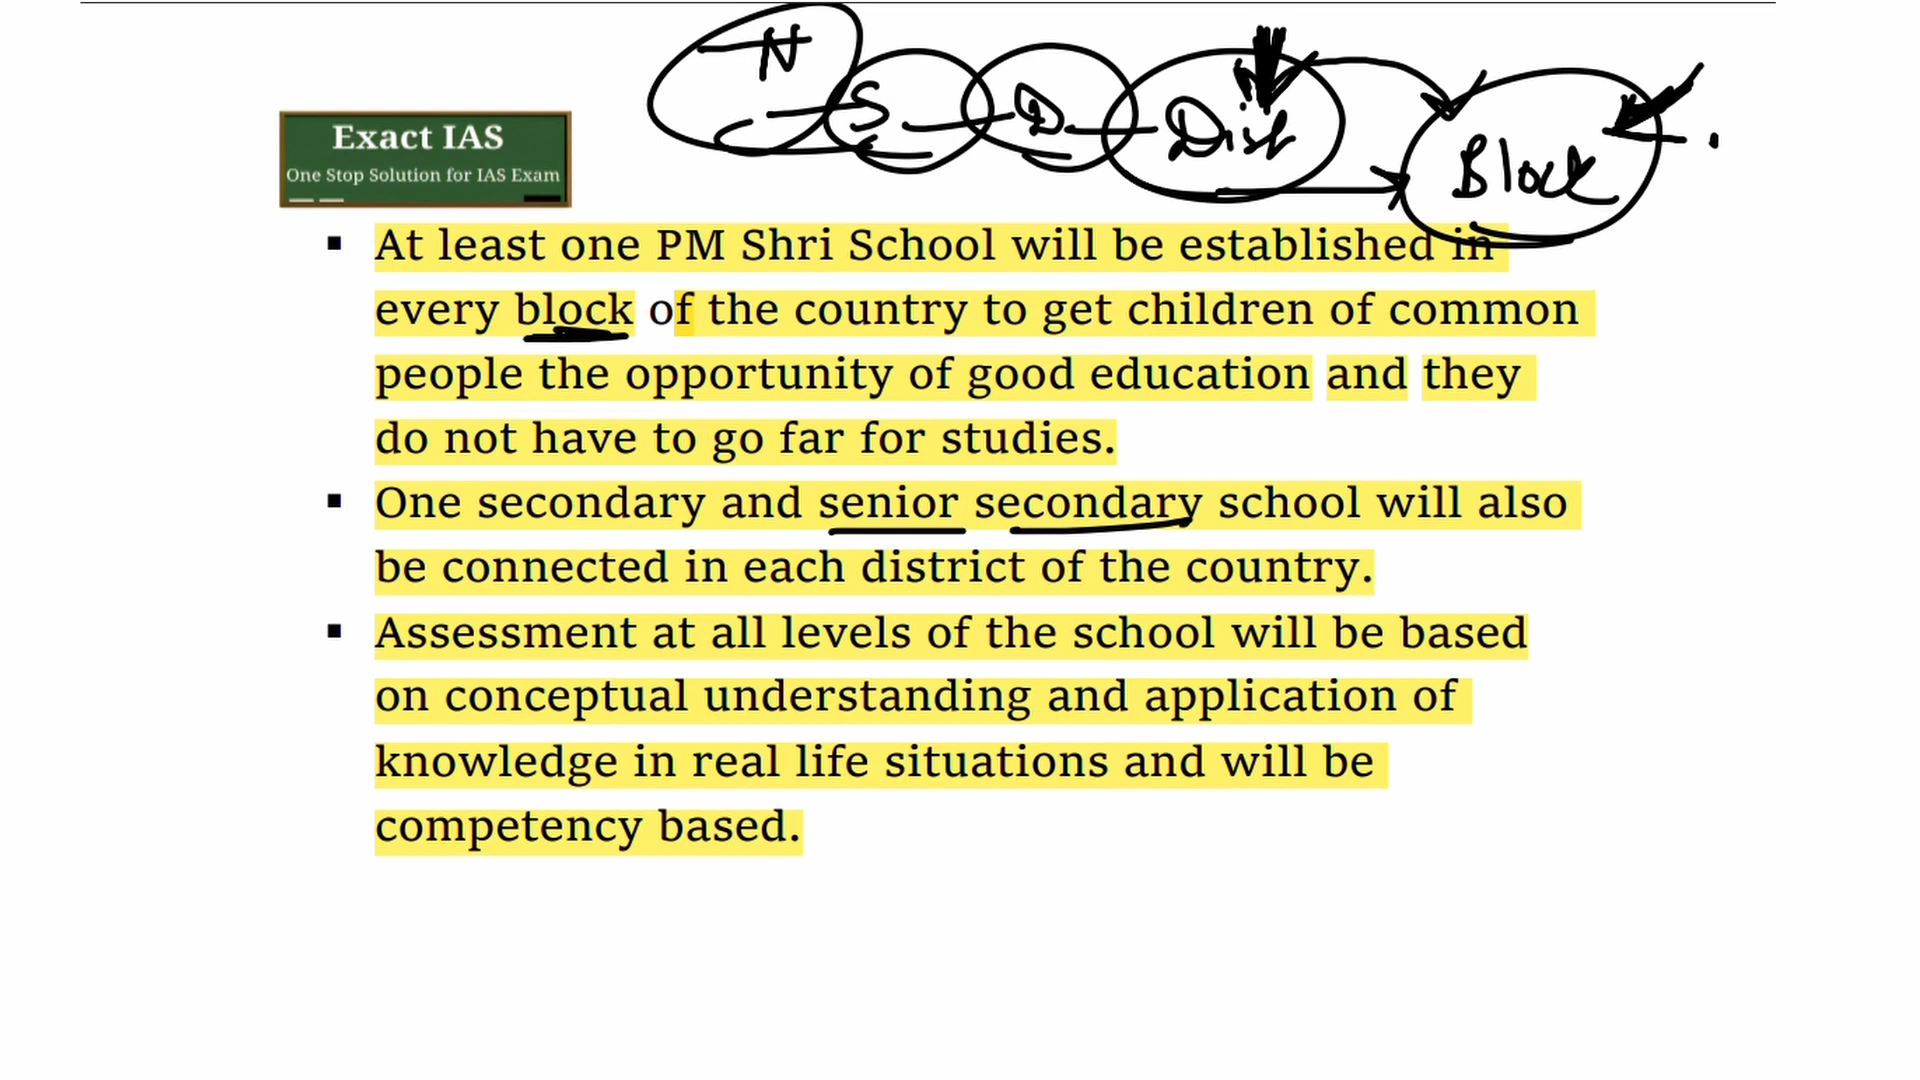 N
S
D
Dist
Block
Exact IAS
One Stop Solution for IAS Exam
▪ At least one PM Shri School will be established in
every block of the country to get children of common
people the opportunity of good education and they
do not have to go far for studies.
▪ One secondary and senior secondary school will also
be connected in each district of the country.
▪ Assessment at all levels of the school will be based
on conceptual understanding and application of
knowledge in real life situations and will be
competency based.